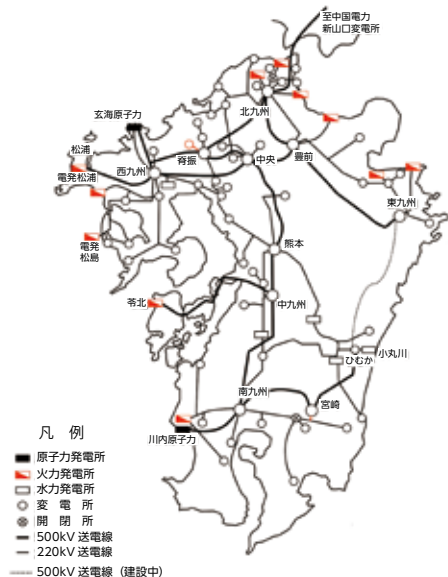 至中国電力
新山口変電所
北九州
玄海原子力
松浦
脊振
中央
豊前
電発松浦
西九州
東九州
電発
松島
熊本
苓北
中九州
小丸川
ひむか
南九州
宮崎
川内原子力
凡 例
原子力発電所
火力発電所
水力発電所
変 電 所
開 閉 所
500kV 送電線
220kV 送電線
500kV 送電線（建設中）